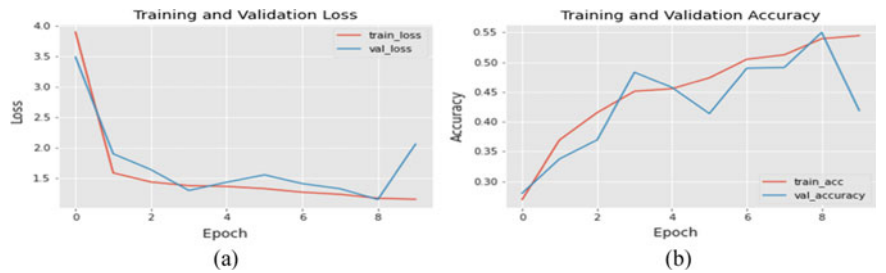 Training and Validation Loss
4.0
3.5
3.0
2.5
2.0
1.5
Loss
train_loss
val_loss
0 2 4 6 8
Epoch
(a)
Training and Validation Accuracy
0.55
0.50
0.45
0.40
0.35
0.30
Accuracy
train_acc
val_accuracy
0 2 4 6 8
Epoch
(b)